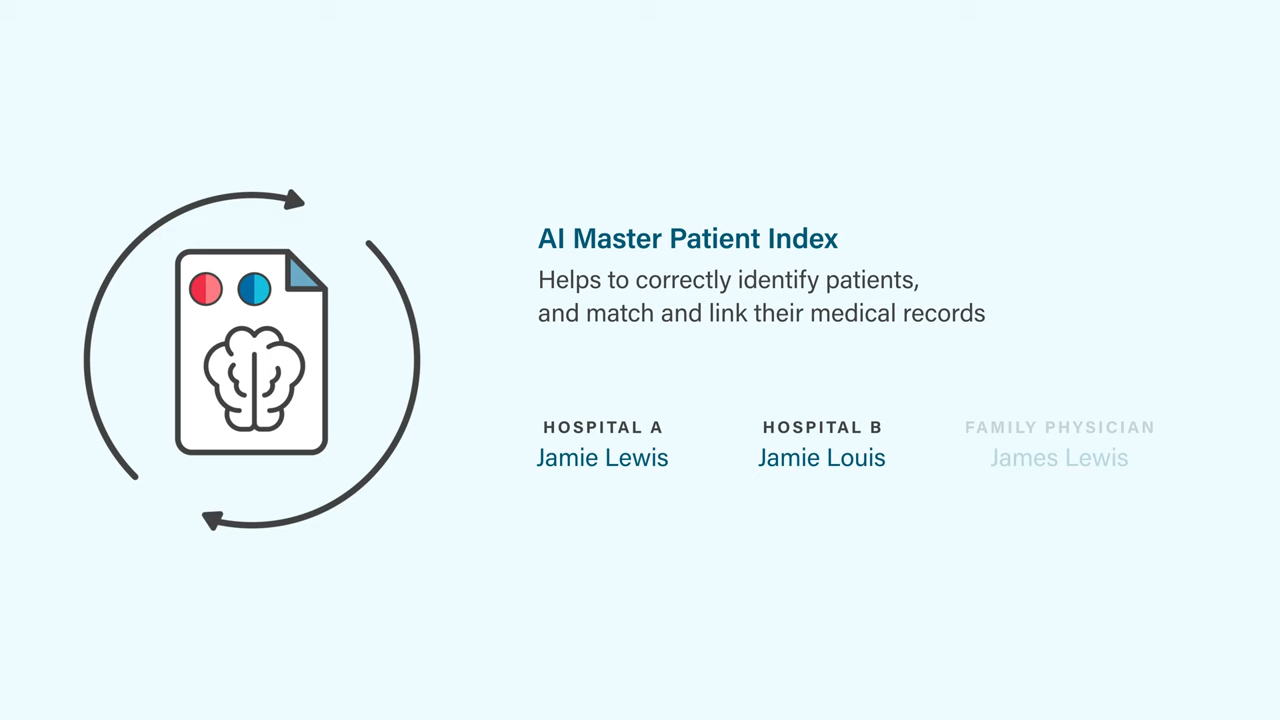 AI Master Patient Index
Helps to correctly identify patients,
and match and link their medical records
HOSPITAL A
Jamie Lewis
HOSPITAL B
Jamie Louis
FAMILY PHYSICIAN
James Lewis